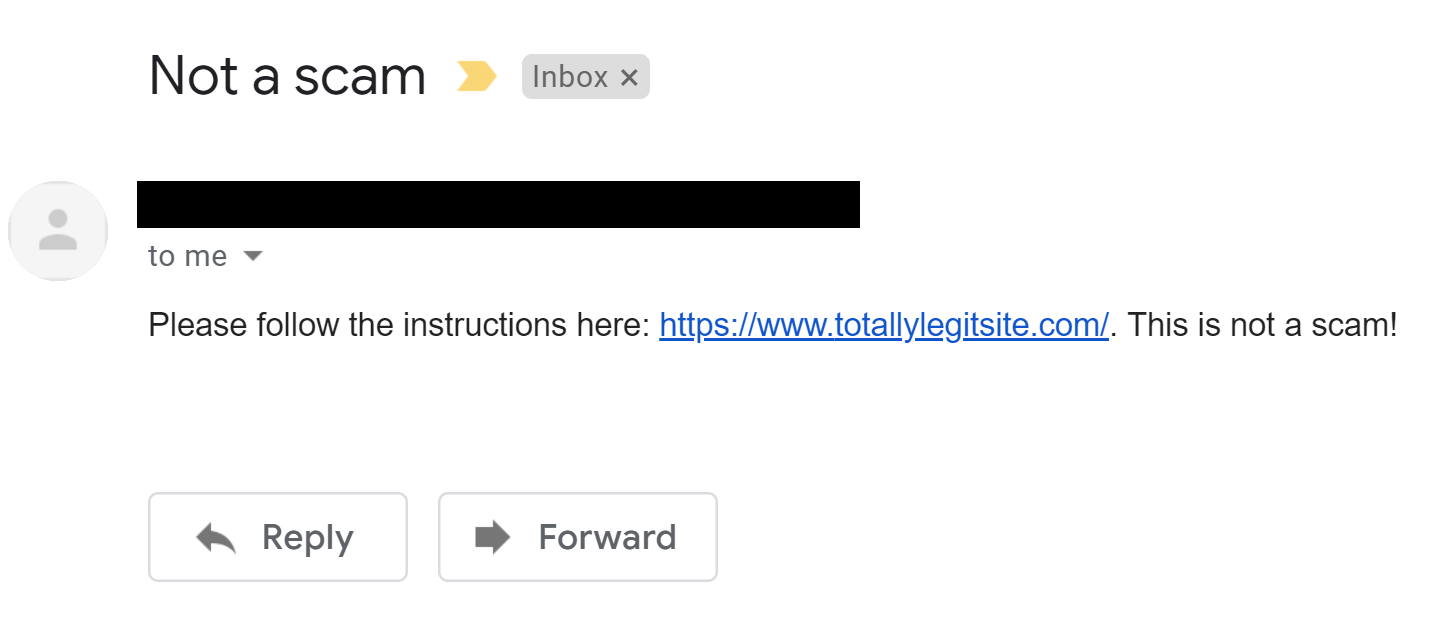 Not a scam Inbox ×
to me
Please follow the instructions here: https://www.totallylegitsite.com/. This is not a scam!
Reply Forward